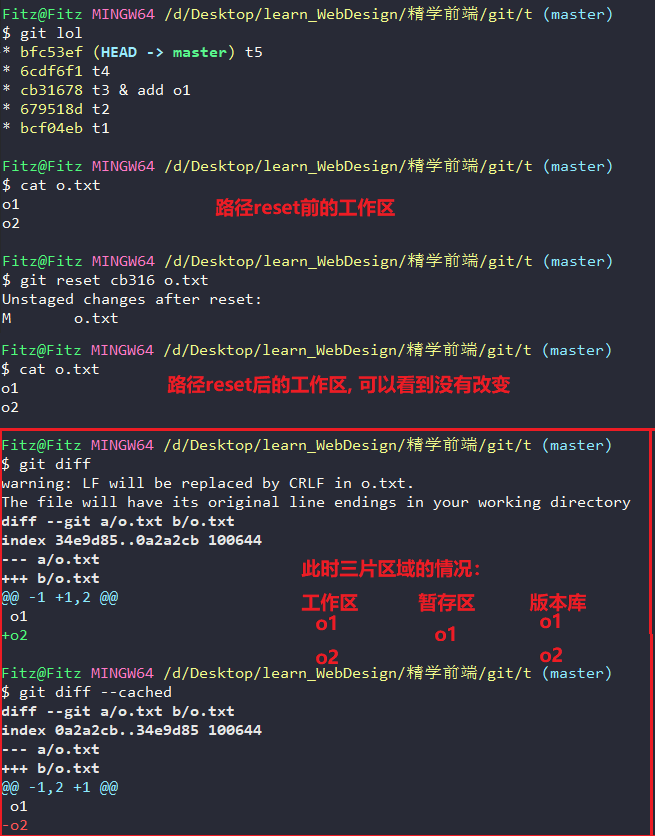 Fitz@Fitz MINGW64 /d/Desktop/learn_WebDesign/精学前端/git/t (master)
$ git lol
* bfc53ef (HEAD -> master) t5
* 6cdf6f1 t4
* cb31678 t3 & add o1
* 679518d t2
* bcf04eb t1
Fitz@Fitz MINGW64 /d/Desktop/learn_WebDesign/精学前端/git/t (master)
$ cat o.txt
o1
路径reset前的工作区
o2
Fitz@Fitz MINGW64 /d/Desktop/learn_WebDesign/精学前端/git/t (master)
$ git reset cb316 o.txt
Unstaged changes after reset:
M       o.txt
Fitz@Fitz MINGW64 /d/Desktop/learn_WebDesign/精学前端/git/t (master)
$ cat o.txt
路径reset后的工作区, 可以看到没有改变
o1
o2
Fitz@Fitz MINGW64 /d/Desktop/learn_WebDesign/精学前端/git/t (master)
$ git diff
warning: LF will be replaced by CRLF in o.txt.
The file will have its original line endings in your working directory
diff --git a/o.txt b/o.txt
index 34e9d85..0a2a2cb 100644
--- a/o.txt
此时三片区域的情况：
+++ b/o.txt
@@ -1 +1,2 @@
工作区 暂存区 版本库
 o1
o1 o1 o1
+o2
o2 o2
Fitz@Fitz MINGW64 /d/Desktop/learn_WebDesign/精学前端/git/t (master)
$ git diff --cached
diff --git a/o.txt b/o.txt
index 0a2a2cb..34e9d85 100644
--- a/o.txt
+++ b/o.txt
@@ -1,2 +1 @@
 o1
-o2